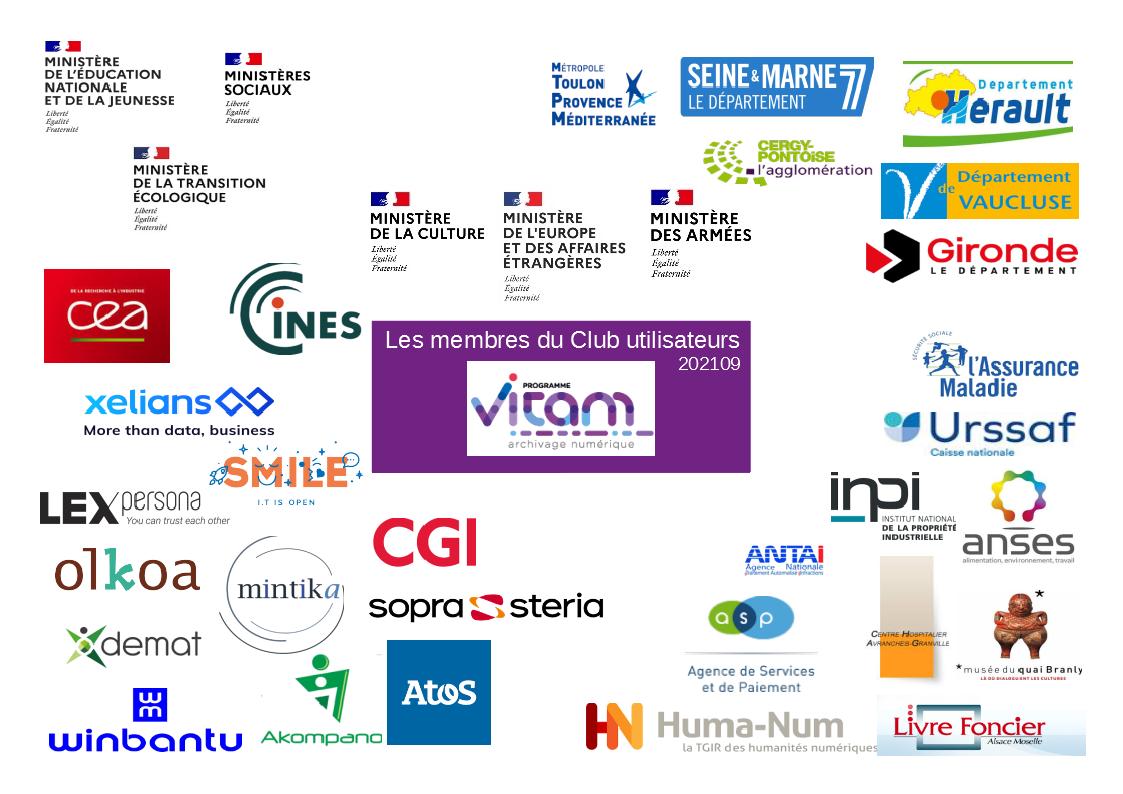 MINISTÈRE
DE L'ÉDUCATION
NATIONALE
ET DE LA JEUNESSE
Liberté
Égalité
Fraternité
MINISTÈRES
SOCIAUX
Liberté
Égalité
Fraternité
MÉTROPOLE
TOULON
PROVENCE
MÉDITERRANÉE
SEINE & MARNE 77
LE DÉPARTEMENT
Département
Hérault
MINISTÈRE
DE LA TRANSITION
ÉCOLOGIQUE
Liberté
Égalité
Fraternité
CERGY-
PONTOISE
l'agglomération
Département
de VAUCLUSE
MINISTÈRE
DE LA CULTURE
Liberté
Égalité
Fraternité
MINISTÈRE
DE L'EUROPE
ET DES AFFAIRES
ÉTRANGÈRES
Liberté
Égalité
Fraternité
MINISTÈRE
DES ARMÉES
Liberté
Égalité
Fraternité
Gironde
LE DÉPARTEMENT
DE LA RECHERCHE À L'INDUSTRIE
cea
CINES
Les membres du Club utilisateurs
202109
PROGRAMME
vitam
archivage numérique
SÉCURITÉ SOCIALE
l'Assurance
Maladie
xelians
More than data, business
Urssaf
Caisse nationale
SMILE
I.T IS OPEN
LEX persona
You can trust each other
inpi
INSTITUT NATIONAL
DE LA PROPRIÉTÉ
INDUSTRIELLE
anses
alimentation, environnement, travail
olkoa
mintika
CGI
ANTAI
Agence Nationale
Traitement Automatisé Infractions
sopra steria
asp
Agence de Services
et de Paiement
CENTRE HOSPITALIER
AVRANCHES-GRANVILLE
*
*musée du quai Branly
LÀ OÙ DIALOGUENT LES CULTURES
Xdemat
winbantu
Akompano
Atos
HN Huma-Num
la TGIR des humanités numériques
Livre Foncier
Alsace Moselle